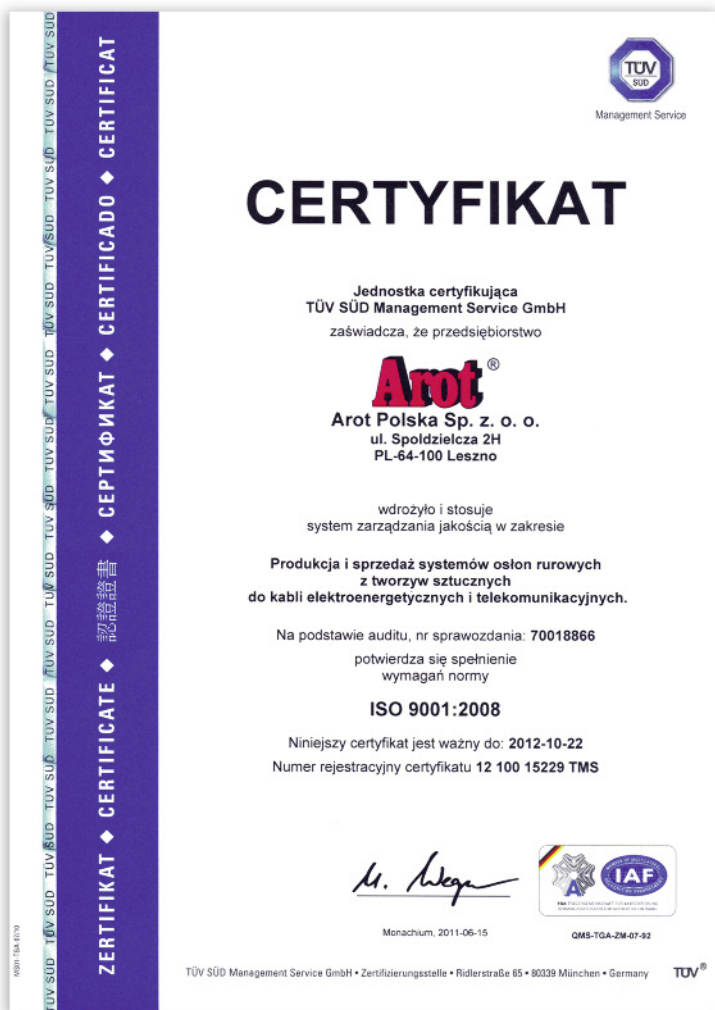 TÜV
SÜD
Management Service
CERTYFIKAT
Jednostka certyfikująca
TÜV SÜD Management Service GmbH
zaświadcza, że przedsiębiorstwo
Arot®
Arot Polska Sp. z. o. o.
ul. Spoldzielcza 2H
PL-64-100 Leszno
wdrożyło i stosuje
system zarządzania jakością w zakresie
Produkcja i sprzedaż systemów osłon rurowych
z tworzyw sztucznych
do kabli elektroenergetycznych i telekomunikacyjnych.
Na podstawie auditu, nr sprawozdania: 70018866
potwierdza się spełnienie
wymagań normy
ISO 9001:2008
Niniejszy certyfikat jest ważny do: 2012-10-22
Numer rejestracyjny certyfikatu 12 100 15229 TMS
Monachium, 2011-06-15
IAF
QMS-TGA-ZM-07-92
TÜV SÜD Management Service GmbH • Zertifizierungsstelle • Ridlerstraße 65 • 80339 München • Germany TÜV®
ZERTIFIKAT ◆ CERTIFICATE ◆ 認證證書 ◆ СЕРТИФИКАТ ◆ CERTIFICADO ◆ CERTIFICAT
TÜV SÜD TÜV SÜD TÜV SÜD TÜV SÜD TÜV SÜD TÜV SÜD TÜV SÜD TÜV SÜD TÜV SÜD TÜV SÜD TÜV SÜD